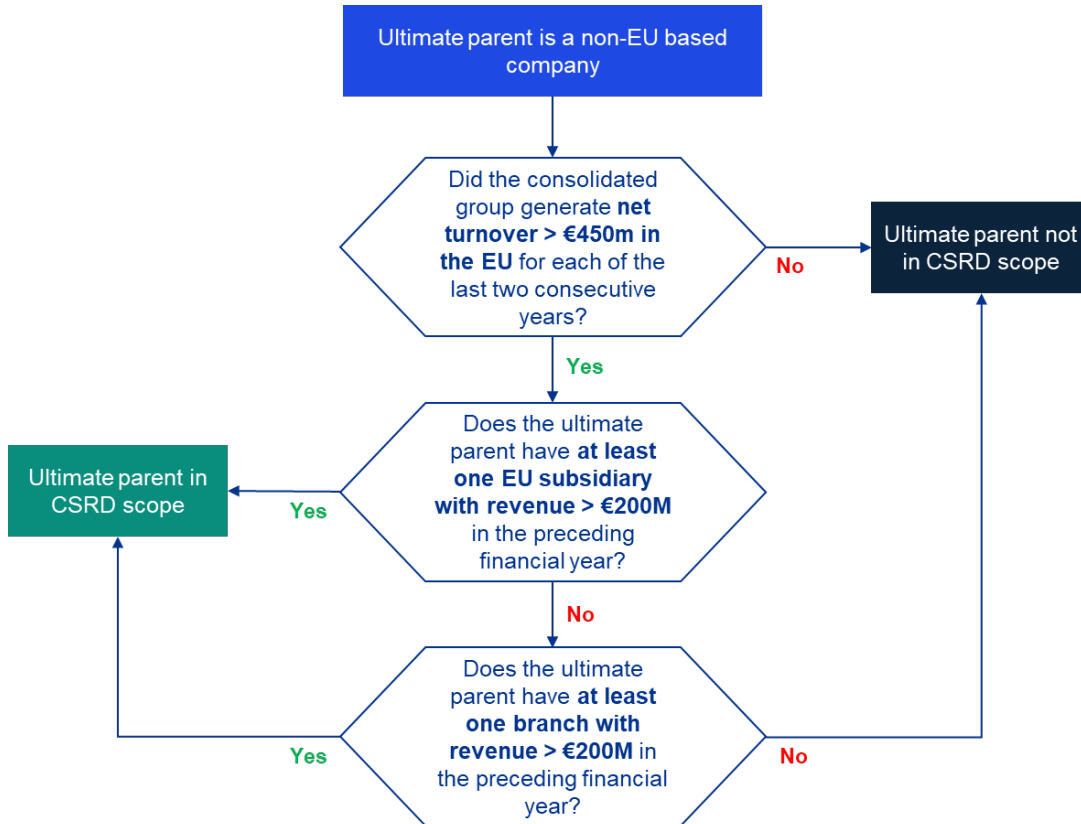 Ultimate parent is a non-EU based
company
Did the consolidated
group generate net
turnover > €450m in
the EU for each of the
last two consecutive
years?
No
Ultimate parent not
in CSRD scope
Yes
Does the ultimate
parent have at least
one EU subsidiary
with revenue > €200M
in the preceding
financial year?
Yes
Ultimate parent in
CSRD scope
No
Does the ultimate
parent have at least
one branch with
revenue > €200M in
the preceding financial
year?
Yes
No